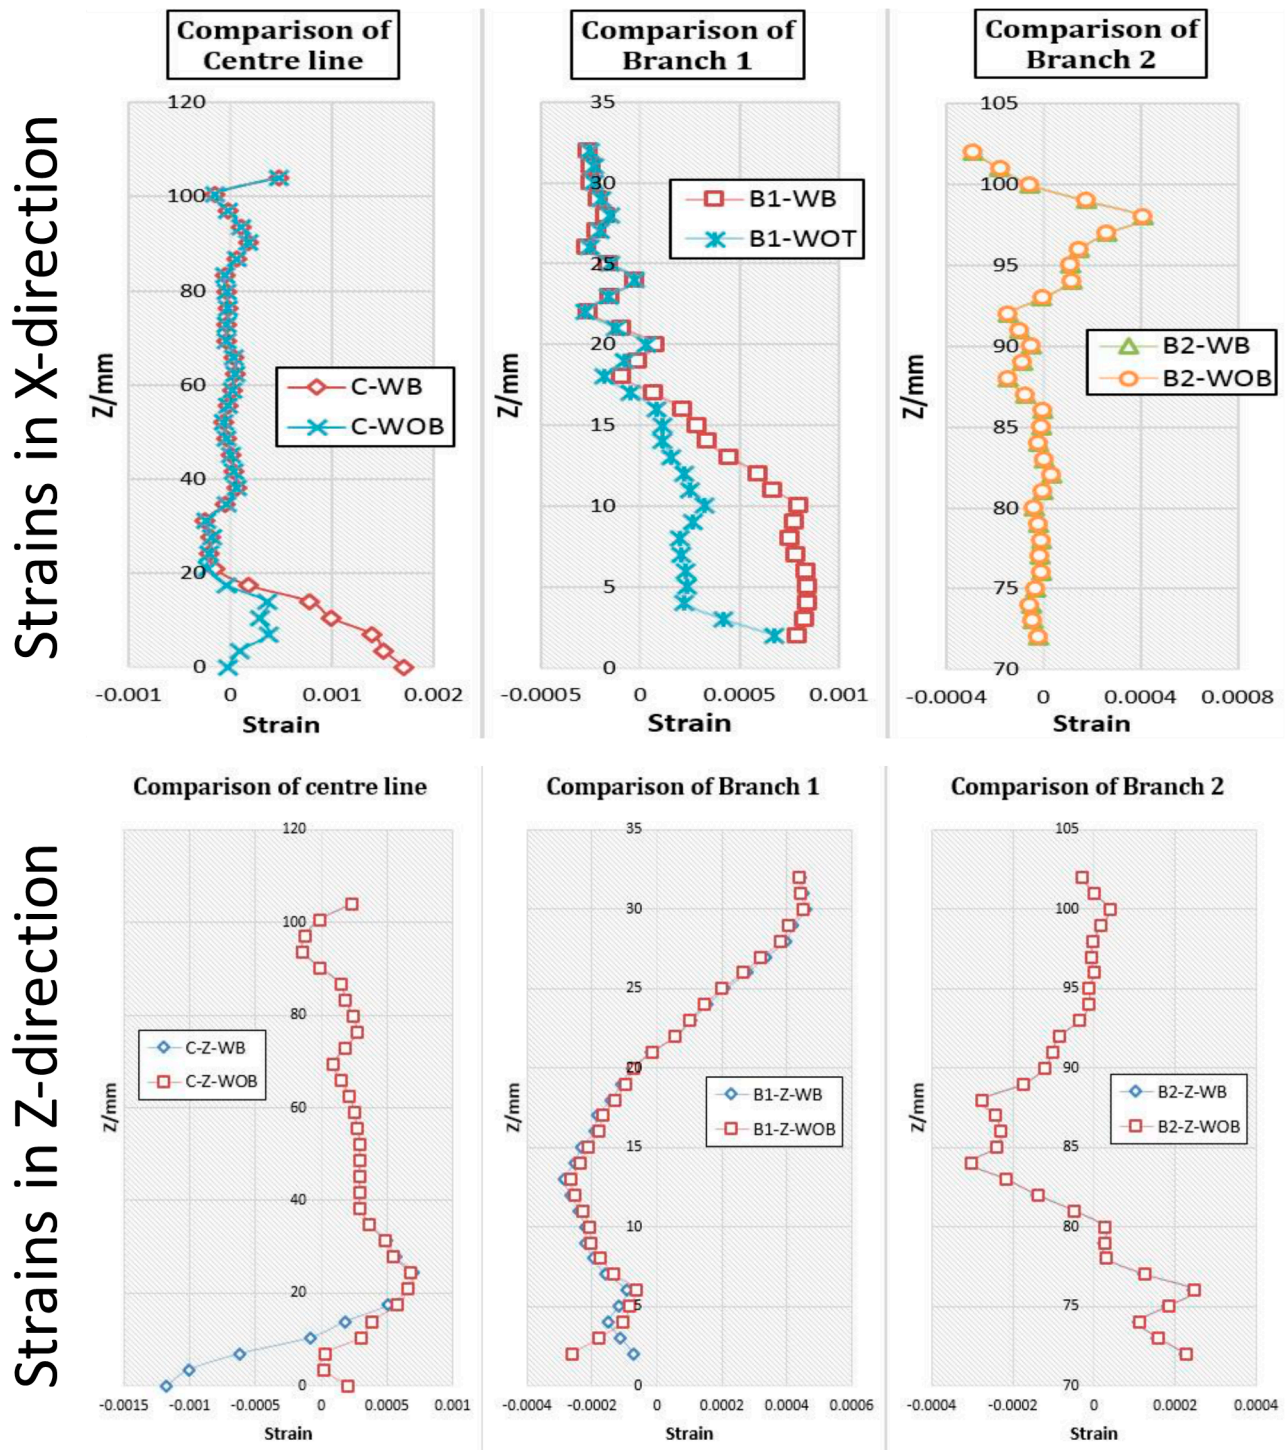 Strains in X-direction
Comparison of
Centre line
120
100
80
60
40
20
0
Z/mm
C-WB
C-WOB
-0.001
0
0.001
0.002
Strain
Comparison of
Branch 1
35
30
25
20
15
10
5
0
Z/mm
B1-WB
B1-WOT
-0.0005
0
0.0005
0.001
Strain
Comparison of
Branch 2
105
100
95
90
85
80
75
70
Z/mm
B2-WB
B2-WOB
-0.0004
0
0.0004
0.0008
Strain
Strains in Z-direction
Comparison of centre line
120
100
80
60
40
20
0
Z/mm
C-Z-WB
C-Z-WOB
-0.0015
-0.001
-0.0005
0
0.0005
0.001
Strain
Comparison of Branch 1
35
30
25
20
15
10
5
0
Z/mm
B1-Z-WB
B1-Z-WOB
-0.0004
-0.0002
0
0.0002
0.0004
0.0006
Strain
Comparison of Branch 2
105
100
95
90
85
80
75
70
Z/mm
B2-Z-WB
B2-Z-WOB
-0.0004
-0.0002
0
0.0002
0.0004
Strain